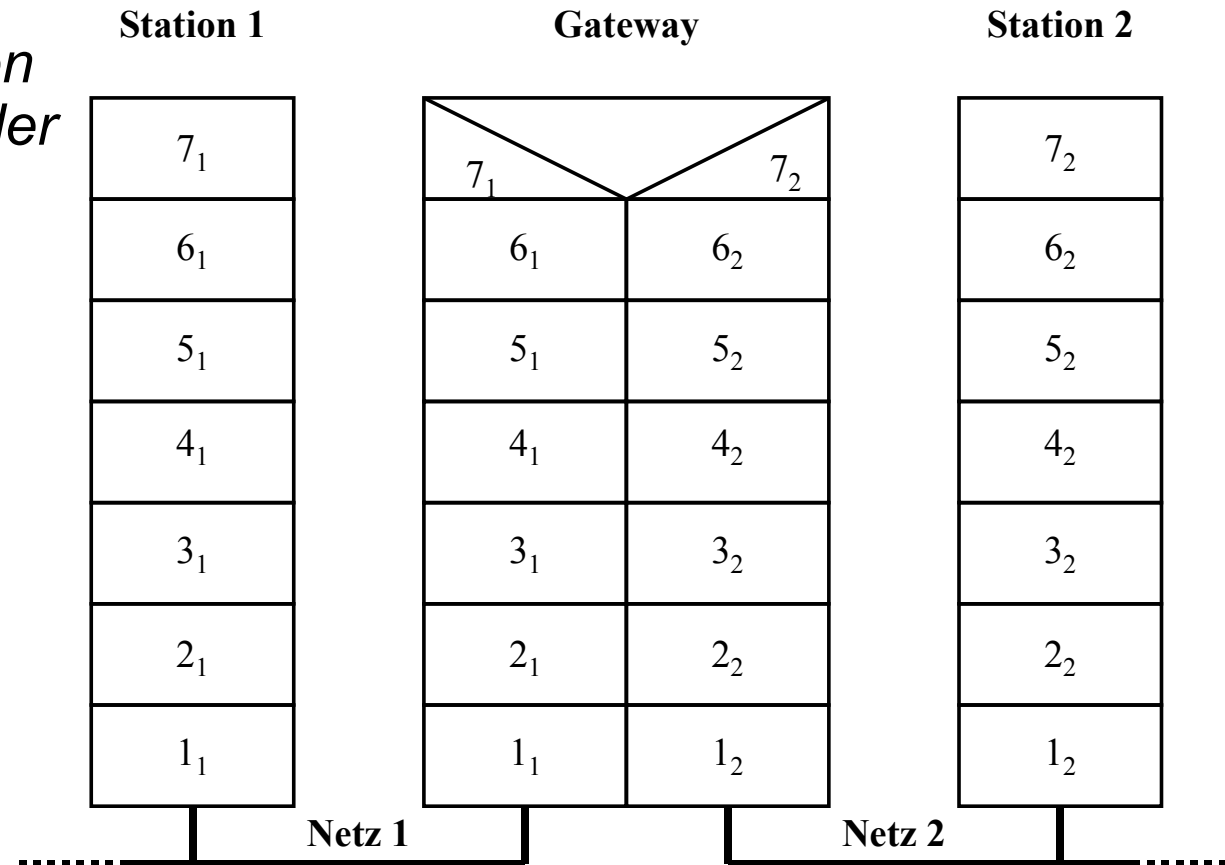 Station 1 Gateway Station 2
7₁ 7₁ 7₂ 7₂
6₁ 6₁ 6₂ 6₂
5₁ 5₁ 5₂ 5₂
4₁ 4₁ 4₂ 4₂
3₁ 3₁ 3₂ 3₂
2₁ 2₁ 2₂ 2₂
1₁ 1₁ 1₂ 1₂
Netz 1 Netz 2